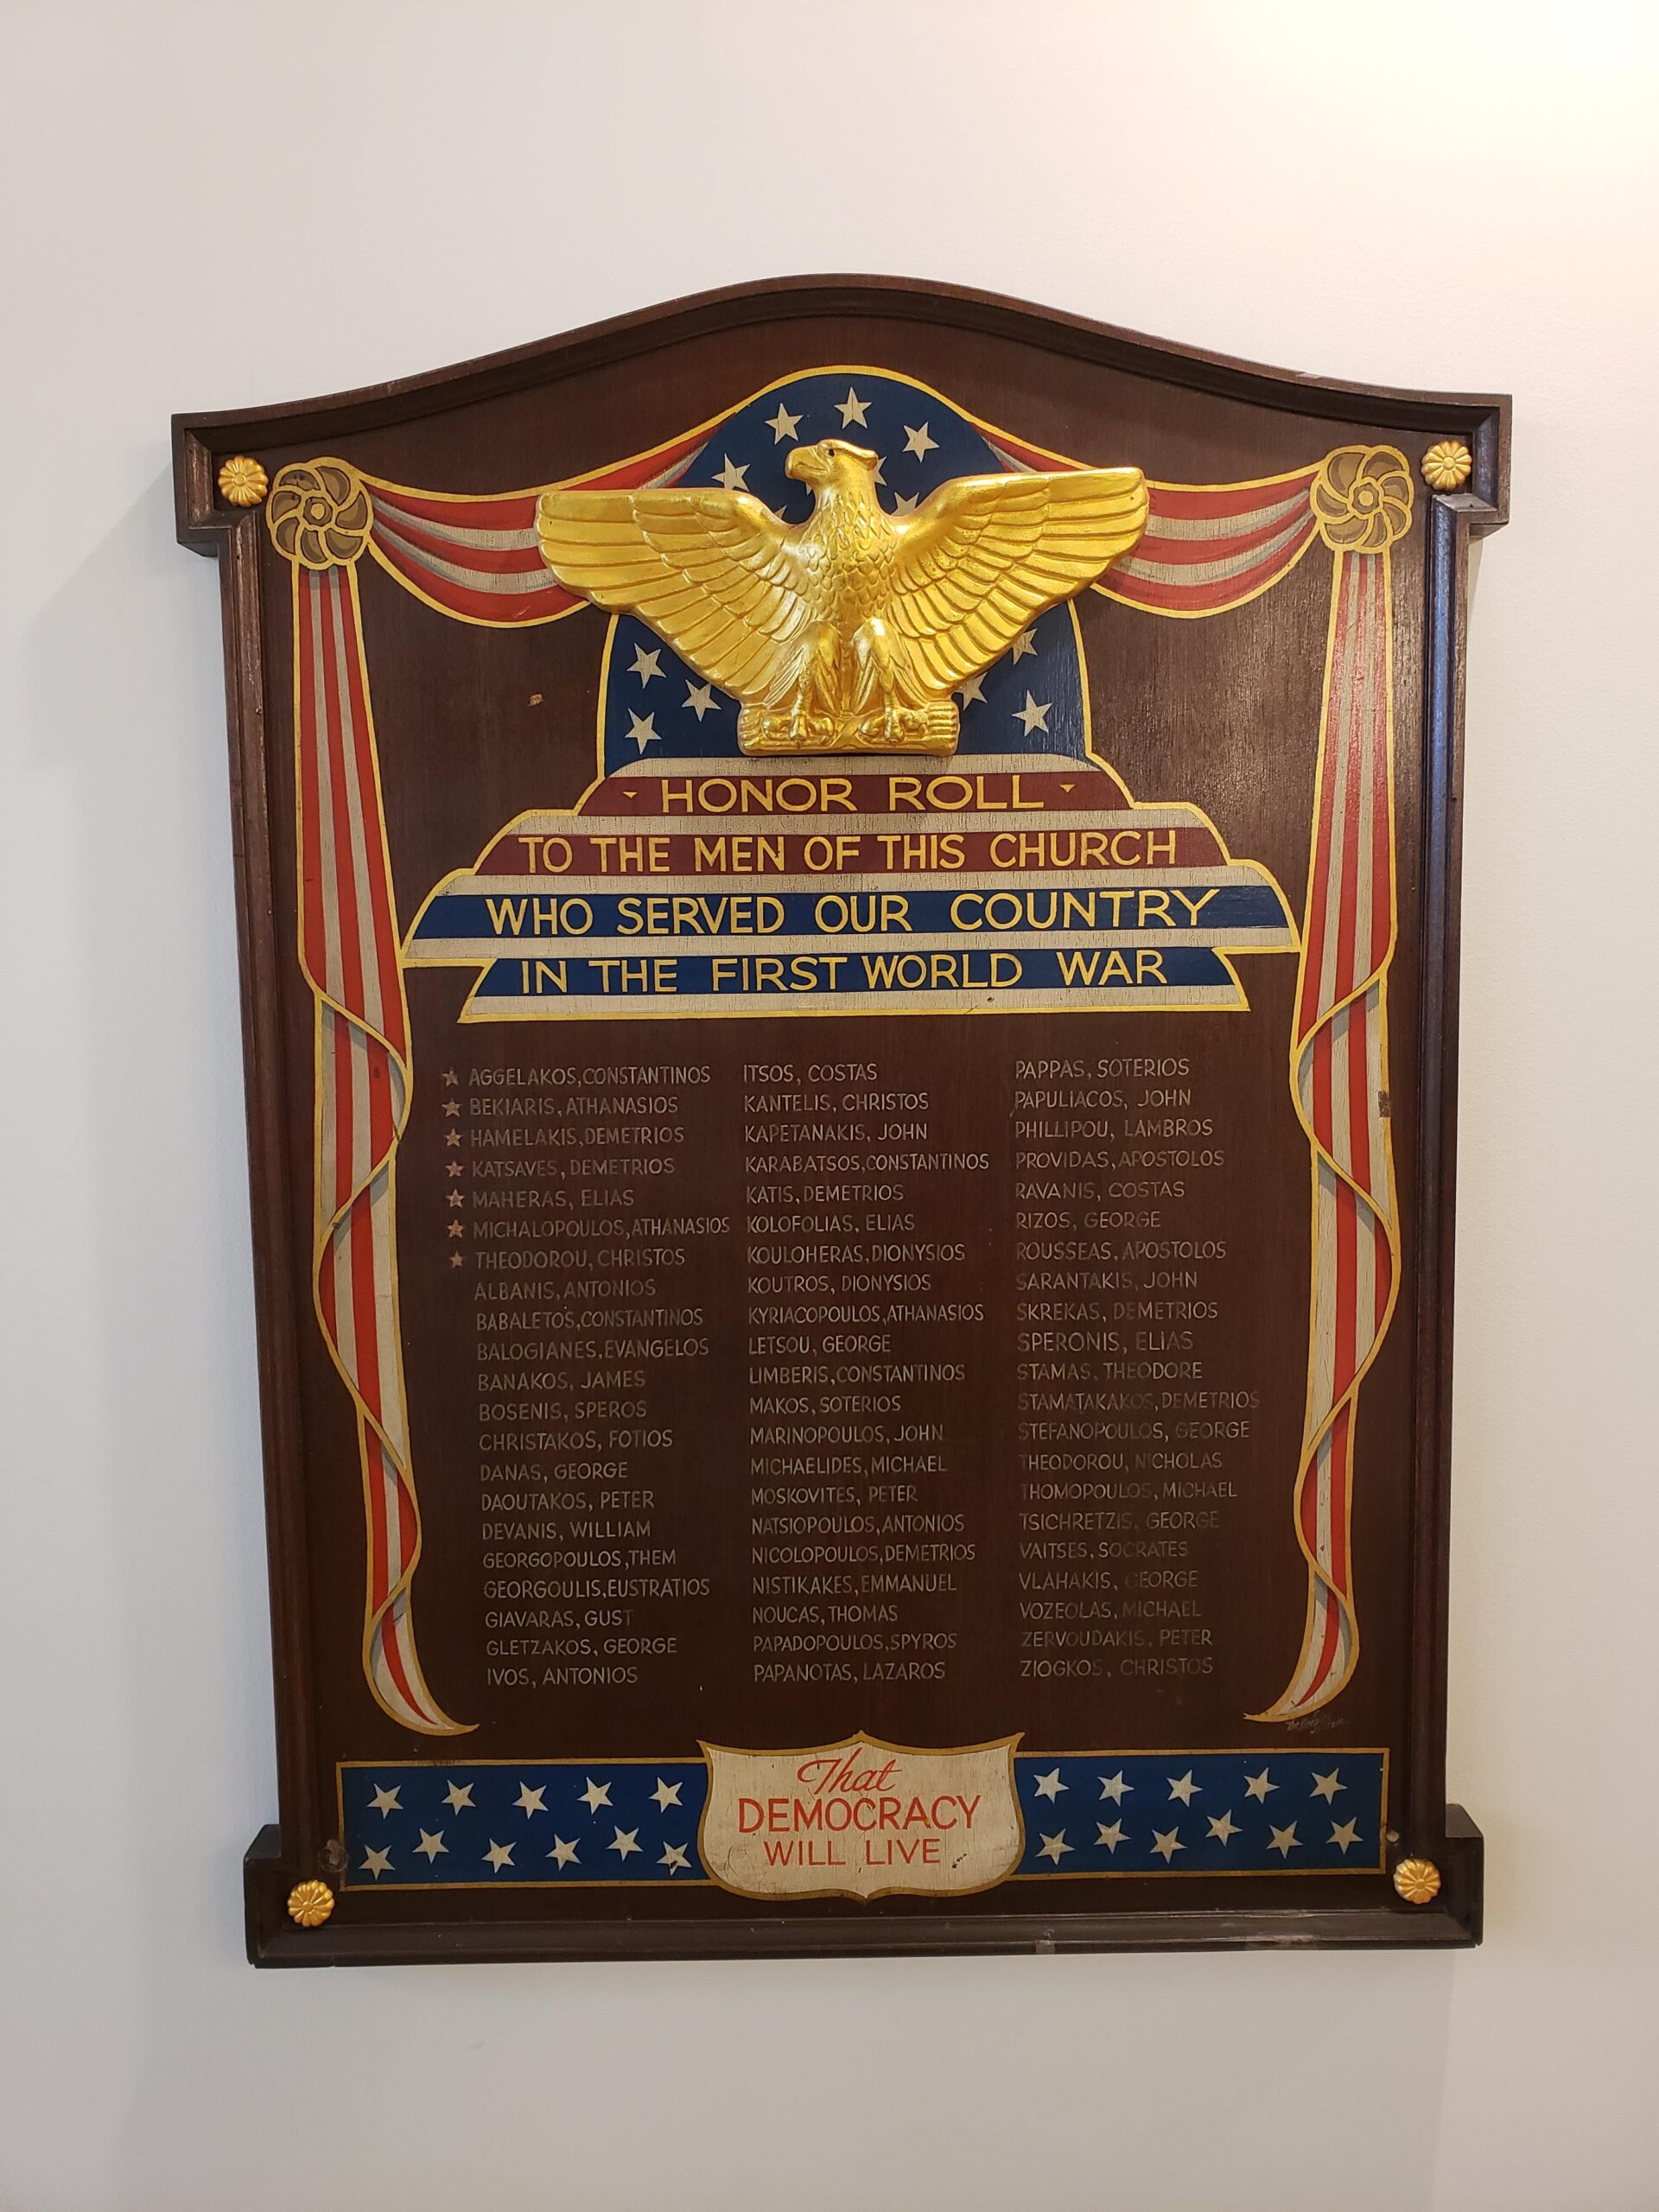 HONOR ROLL
TO THE MEN OF THIS CHURCH
WHO SERVED OUR COUNTRY
IN THE FIRST WORLD WAR
AGGELAKOS, CONSTANTINOS
BEKIARIS, ATHANASIOS
HAMELAKIS, DEMETRIOS
KATSAVES, DEMETRIOS
MAHERAS, ELIAS
MICHALOPOULOS, ATHANASIOS
THEODOROU, CHRISTOS
ALBANIS, ANTONIOS
BABALETOS, CONSTANTINOS
BALOGIANES, EVANGELOS
BANAKOS, JAMES
BOSENIS, SPEROS
CHRISTAKOS, FOTIOS
DANAS, GEORGE
DAOUTAKOS, PETER
DEVANIS, WILLIAM
GEORGOPOULOS, THEM
GEORGOULIS, EUSTRATIOS
GIAVARAS, GUST
GLETZAKOS, GEORGE
IVOS, ANTONIOS
ITSOS, COSTAS
KANTELIS, CHRISTOS
KAPETANAKIS, JOHN
KARABATSOS, CONSTANTINOS
KATIS, DEMETRIOS
KOLOFOLIAS, ELIAS
KOULOHERAS, DIONYSIOS
KOUTROS, DIONYSIOS
KYRIACOPOULOS, ATHANASIOS
LETSOU, GEORGE
LIMBERIS, CONSTANTINOS
MAKOS, SOTERIOS
MARINOPOULOS, JOHN
MICHAELIDES, MICHAEL
MOSKOVITES, PETER
NATSIOPOULOS, ANTONIOS
NICOLOPOULOS, DEMETRIOS
NISTIKAKES, EMMANUEL
NOUCAS, THOMAS
PAPADOPOULOS, SPYROS
PAPANOTAS, LAZAROS
PAPPAS, SOTERIOS
PAPULIACOS, JOHN
PHILLIPOU, LAMBROS
PROVIDAS, APOSTOLOS
RAVANIS, COSTAS
RIZOS, GEORGE
ROUSSEAS, APOSTOLOS
SARANTAKIS, JOHN
SKREKAS, DEMETRIOS
SPERONIS, ELIAS
STAMAS, THEODORE
STAMATAKAKOS, DEMETRIOS
STEFANOPOULOS, GEORGE
THEODOROU, NICHOLAS
THOMOPOULOS, MICHAEL
TSICHRETZIS, GEORGE
VAITSES, SOCRATES
VLAHAKIS, GEORGE
VOZEOLAS, MICHAEL
ZERVOUDAKIS, PETER
ZIOGKOS, CHRISTOS
That
DEMOCRACY
WILL LIVE